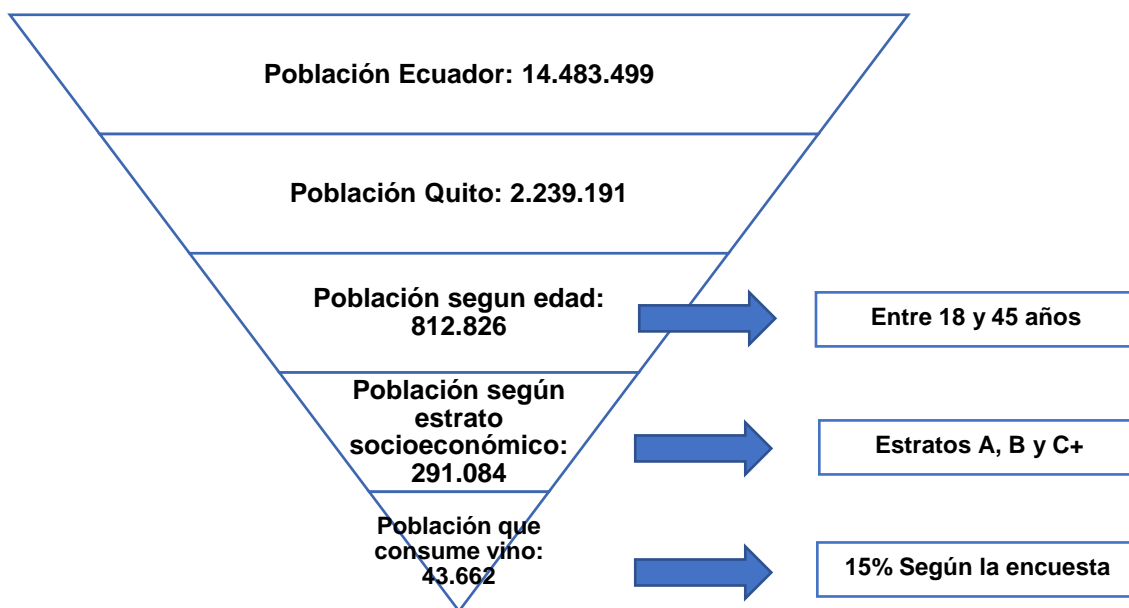 Población Ecuador: 14.483.499
Población Quito: 2.239.191
Población segun edad:
812.826
Entre 18 y 45 años
Población según
estrato
socioeconómico:
291.084
Estratos A, B y C+
Población que
consume vino:
43.662
15% Según la encuesta